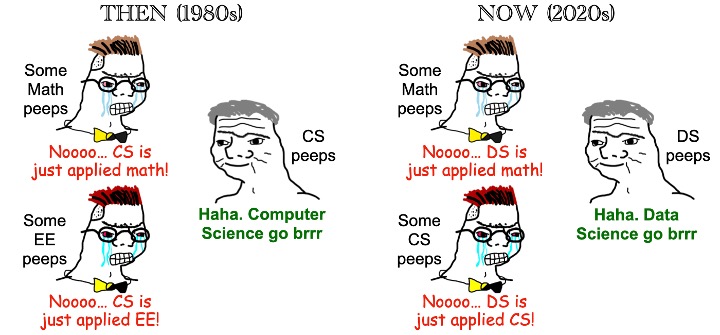 THEN (1980s)
Some
Math
peeps
Noooo... CS is
just applied math!
CS
peeps
Haha. Computer
Science go brrr
Some
EE
peeps
Noooo... CS is
just applied EE!
NOW (2020s)
Some
Math
peeps
Noooo... DS is
just applied math!
DS
peeps
Haha. Data
Science go brrr
Some
CS
peeps
Noooo... DS is
just applied CS!